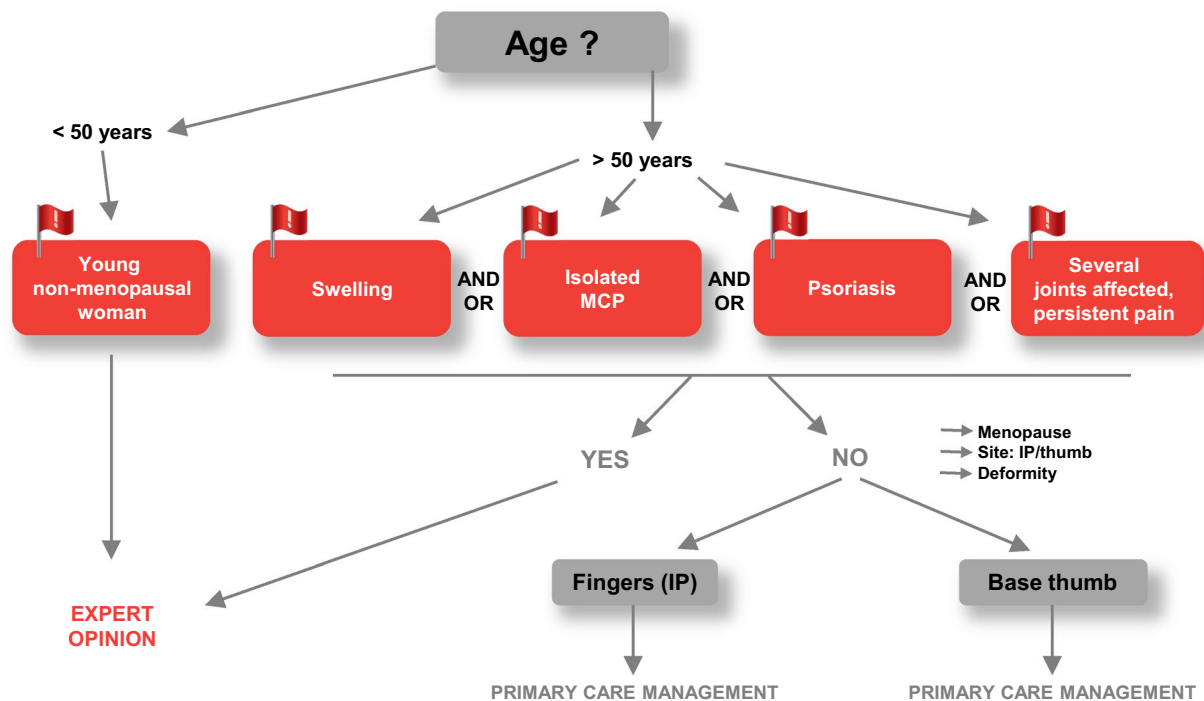 Age ?
< 50 years
> 50 years
Young
non-menopausal
woman
Swelling
AND
OR
Isolated
MCP
AND
OR
Psoriasis
AND
OR
Several
joints affected,
persistent pain
YES
NO
Menopause
Site: IP/thumb
Deformity
EXPERT
OPINION
Fingers (IP)
Base thumb
PRIMARY CARE MANAGEMENT
PRIMARY CARE MANAGEMENT